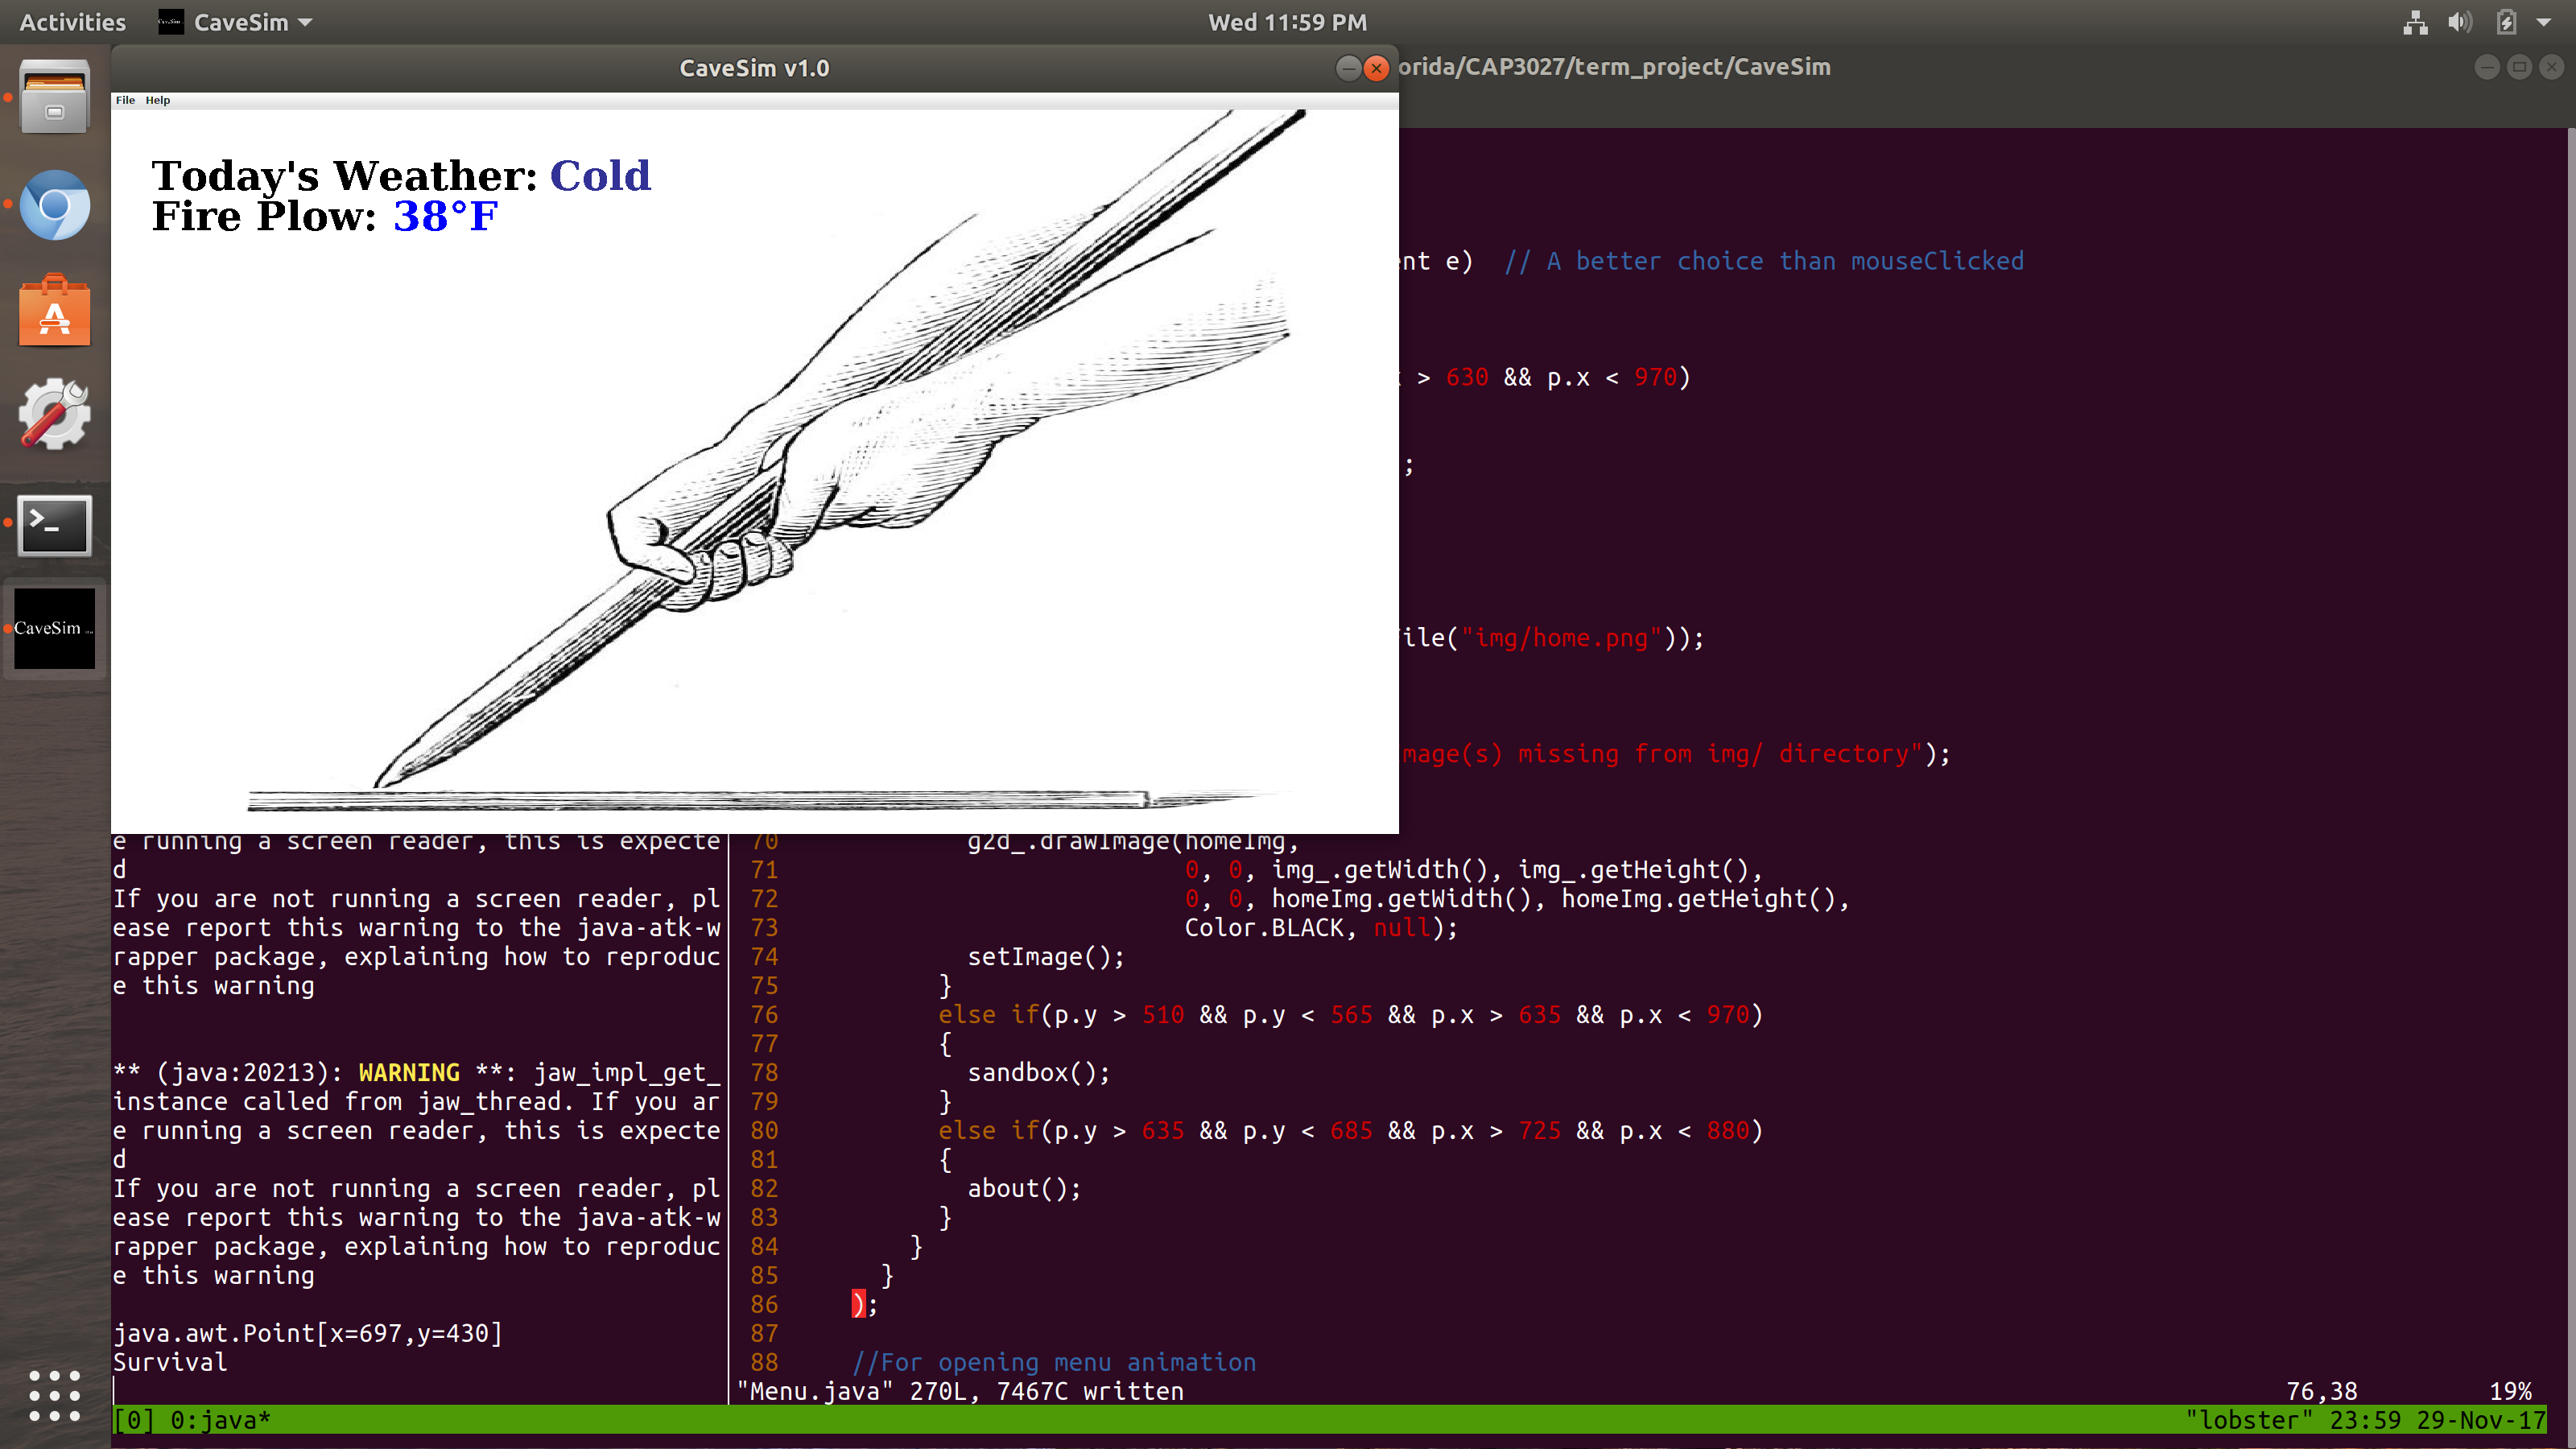 Activities
CaveSim
Wed 11:59 PM
CaveSim v1.0
orida/CAP3027/term_project/CaveSim
File Help
Today's Weather: Cold
Fire Plow: 38°F
nt e)  // A better choice than mouseClicked
> 630 && p.x < 970)
;
ile("img/home.png"));
mage(s) missing from img/ directory");
CaveSim
e running a screen reader, this is expecte
d
If you are not running a screen reader, pl
ease report this warning to the java-atk-w
rapper package, explaining how to reproduc
e this warning
** (java:20213): WARNING **: jaw_impl_get_
instance called from jaw_thread. If you ar
e running a screen reader, this is expecte
d
If you are not running a screen reader, pl
ease report this warning to the java-atk-w
rapper package, explaining how to reproduc
e this warning
java.awt.Point[x=697,y=430]
Survival
70 g2d_.drawImage(homeImg,
71 0, 0, img_.getWidth(), img_.getHeight(),
72 0, 0, homeImg.getWidth(), homeImg.getHeight(),
73 Color.BLACK, null);
74 setImage();
75 }
76 else if(p.y > 510 && p.y < 565 && p.x > 635 && p.x < 970)
77 {
78 sandbox();
79 }
80 else if(p.y > 635 && p.y < 685 && p.x > 725 && p.x < 880)
81 {
82 about();
83 }
84 }
85 }
86 );
87
88 //For opening menu animation
"Menu.java" 270L, 7467C written 76,38 19%
[0] 0:java* "lobster" 23:59 29-Nov-17